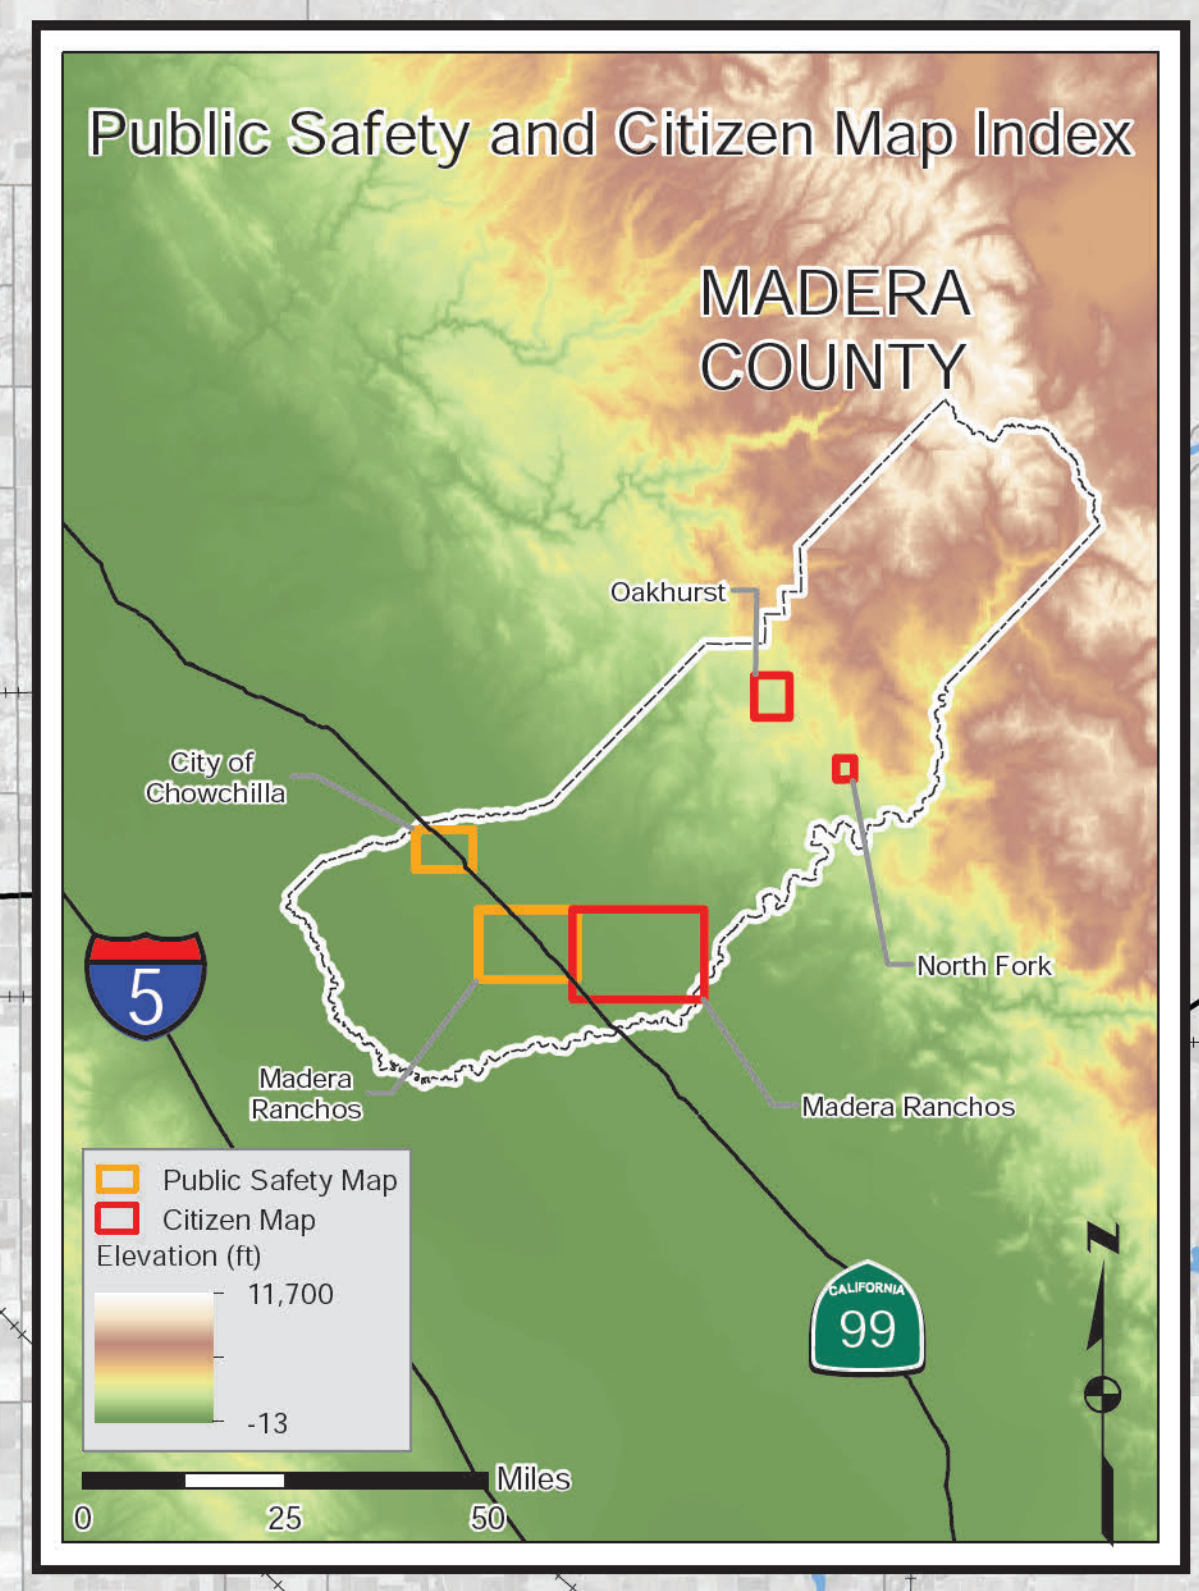 Public Safety and Citizen Map Index
MADERA
COUNTY
Oakhurst
City of
Chowchilla
North Fork
5
Madera
Ranchos
Madera Ranchos
Public Safety Map
Citizen Map
Elevation (ft)
11,700
-13
N
CALIFORNIA
99
Miles
0 25 50